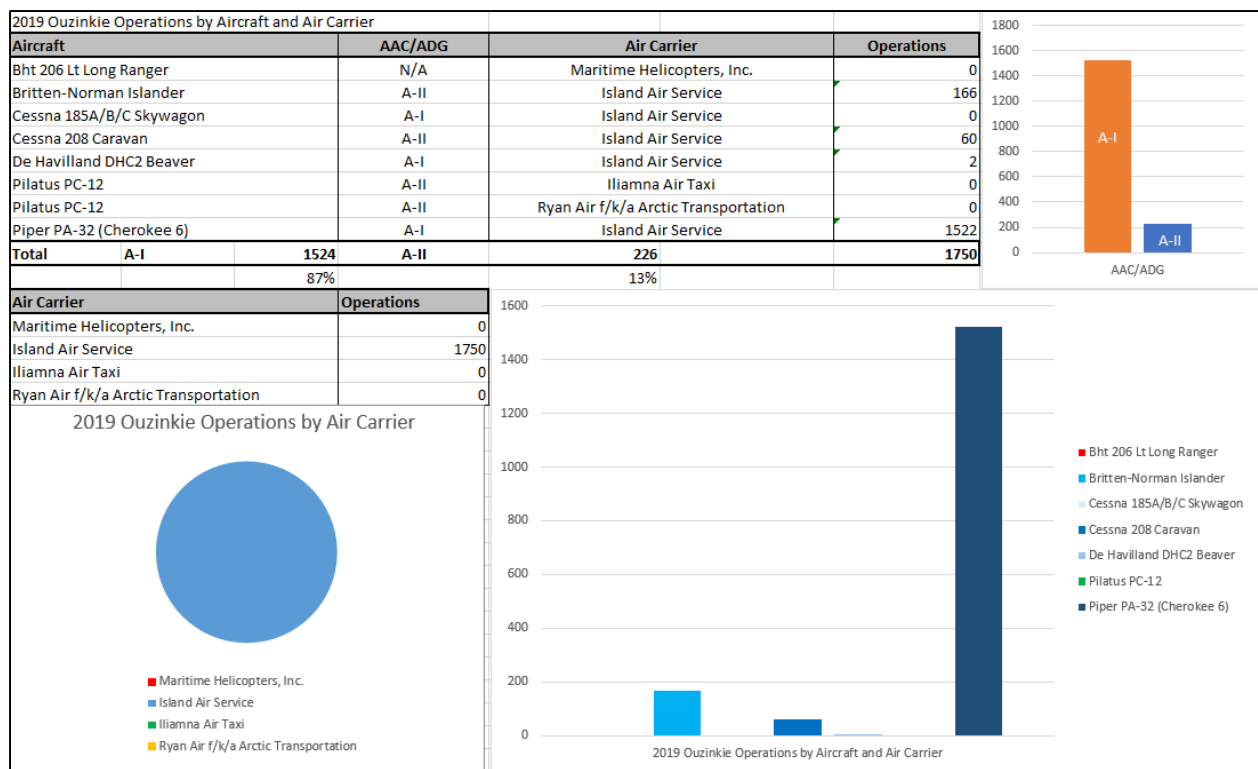 2019 Ouzinkie Operations by Aircraft and Air Carrier
Aircraft AAC/ADG Air Carrier Operations
Bht 206 Lt Long Ranger N/A Maritime Helicopters, Inc. 0
Britten-Norman Islander A-II Island Air Service 166
Cessna 185A/B/C Skywagon A-I Island Air Service 0
Cessna 208 Caravan A-II Island Air Service 60
De Havilland DHC2 Beaver A-I Island Air Service 2
Pilatus PC-12 A-II Iliamna Air Taxi 0
Pilatus PC-12 A-II Ryan Air f/k/a Arctic Transportation 0
Piper PA-32 (Cherokee 6) A-I Island Air Service 1522
Total A-I 1524 A-II 226 1750
87% 13%
1800
1600
1400
1200
1000
800
600
400
200
0
A-I
A-II
AAC/ADG
Air Carrier Operations
Maritime Helicopters, Inc. 0
Island Air Service 1750
Iliamna Air Taxi 0
Ryan Air f/k/a Arctic Transportation 0
2019 Ouzinkie Operations by Air Carrier
Maritime Helicopters, Inc.
Island Air Service
Iliamna Air Taxi
Ryan Air f/k/a Arctic Transportation
1600
1400
1200
1000
800
600
400
200
0
2019 Ouzinkie Operations by Aircraft and Air Carrier
Bht 206 Lt Long Ranger
Britten-Norman Islander
Cessna 185A/B/C Skywagon
Cessna 208 Caravan
De Havilland DHC2 Beaver
Pilatus PC-12
Piper PA-32 (Cherokee 6)